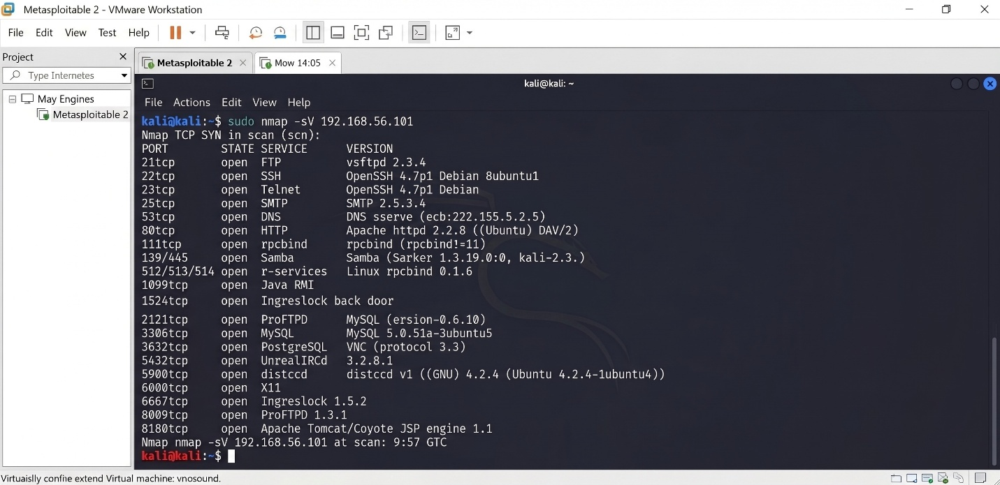 Metasploitable 2 - VMware Workstation
File Edit View Test Help
Project
Type Internetes
May Engines
Metasploitable 2
Metasploitable 2
Mow 14:05
kali@kali: ~
File Actions Edit View Help
kali@kali:~$ sudo nmap -sV 192.168.56.101
Nmap TCP SYN in scan (scn):
PORT STATE SERVICE VERSION
21tcp open FTP vsftpd 2.3.4
22tcp open SSH OpenSSH 4.7p1 Debian 8ubuntu1
23tcp open Telnet OpenSSH 4.7p1 Debian
25tcp open SMTP SMTP 2.5.3.4
53tcp open DNS DNS sserve (ecb:222.155.5.2.5)
80tcp open HTTP Apache httpd 2.2.8 ((Ubuntu) DAV/2)
111tcp open rpcbind rpcbind (rpcbind!=11)
139/445 open Samba Samba (Sarker 1.3.19.0:0, kali-2.3.)
512/513/514 open r-services Linux rpcbind 0.1.6
1099tcp open Java RMI
1524tcp open Ingreslock back door
2121tcp open ProFTPD MySQL (ersion-0.6.10)
3306tcp open MySQL MySQL 5.0.51a-3ubuntu5
3632tcp open PostgreSQL VNC (protocol 3.3)
5432tcp open UnrealIRCd 3.2.8.1
5900tcp open distccd distccd v1 ((GNU) 4.2.4 (Ubuntu 4.2.4-1ubuntu4))
6000tcp open X11
6667tcp open Ingreslock 1.5.2
8009tcp open ProFTPD 1.3.1
8180tcp open Apache Tomcat/Coyote JSP engine 1.1
Nmap nmap -sV 192.168.56.101 at scan: 9:57 GTC
kali@kali:~$
Virtuaislly confine extend Virtual machine: vnosound.